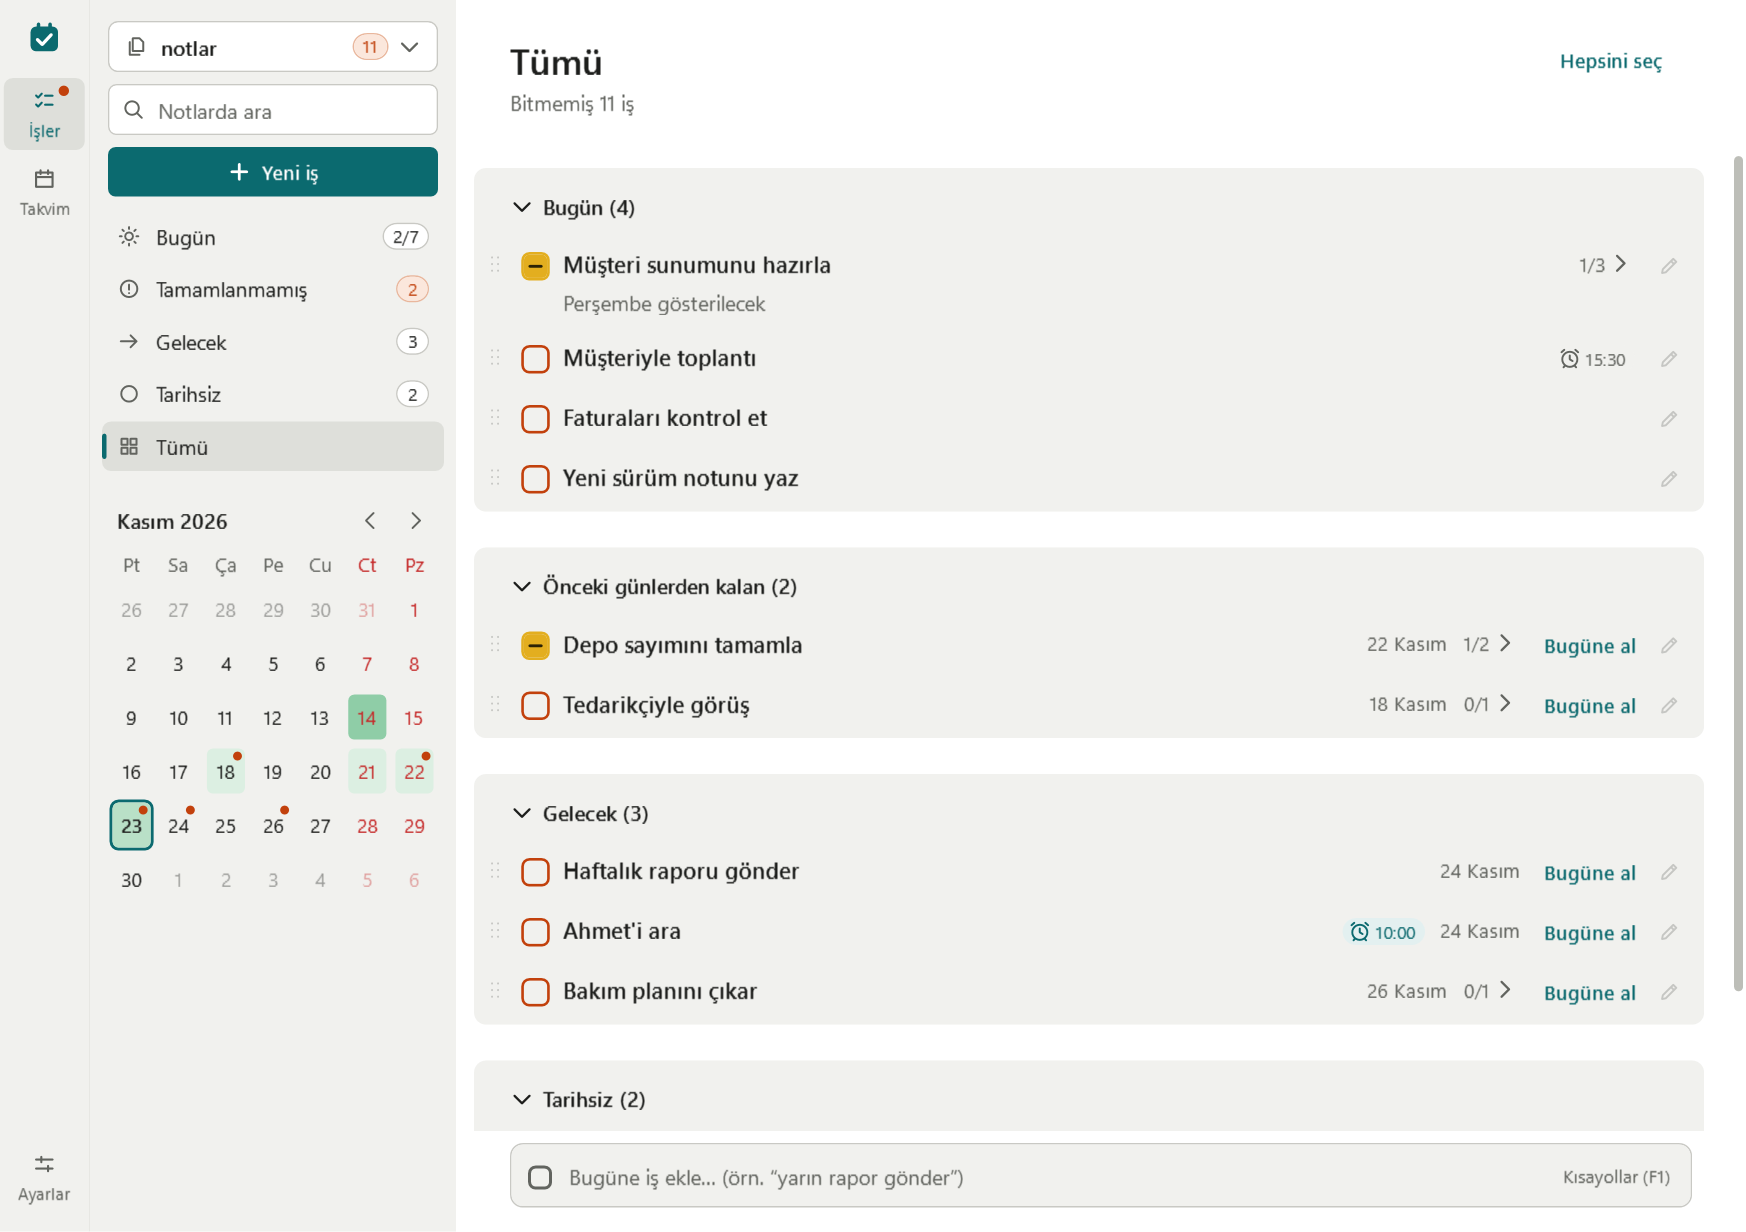 İşler
Takvim
Ayarlar
notlar 11
Notlarda ara
Yeni iş
Bugün 2/7
Tamamlanmamış 2
Gelecek 3
Tarihsiz 2
Tümü
Kasım 2026
Pt Sa Ça Pe Cu Ct Pz
26 27 28 29 30 31 1
2 3 4 5 6 7 8
9 10 11 12 13 14 15
16 17 18 19 20 21 22
23 24 25 26 27 28 29
30 1 2 3 4 5 6
Tümü
Hepsini seç
Bitmemiş 11 iş
Bugün (4)
Müşteri sunumunu hazırla 1/3
Perşembe gösterilecek
Müşteriyle toplantı 15:30
Faturaları kontrol et
Yeni sürüm notunu yaz
Önceki günlerden kalan (2)
Depo sayımını tamamla 22 Kasım 1/2 Bugüne al
Tedarikçiyle görüş 18 Kasım 0/1 Bugüne al
Gelecek (3)
Haftalık raporu gönder 24 Kasım Bugüne al
Ahmet'i ara 10:00 24 Kasım Bugüne al
Bakım planını çıkar 26 Kasım 0/1 Bugüne al
Tarihsiz (2)
Bugüne iş ekle... (örn. “yarın rapor gönder”) Kısayollar (F1)